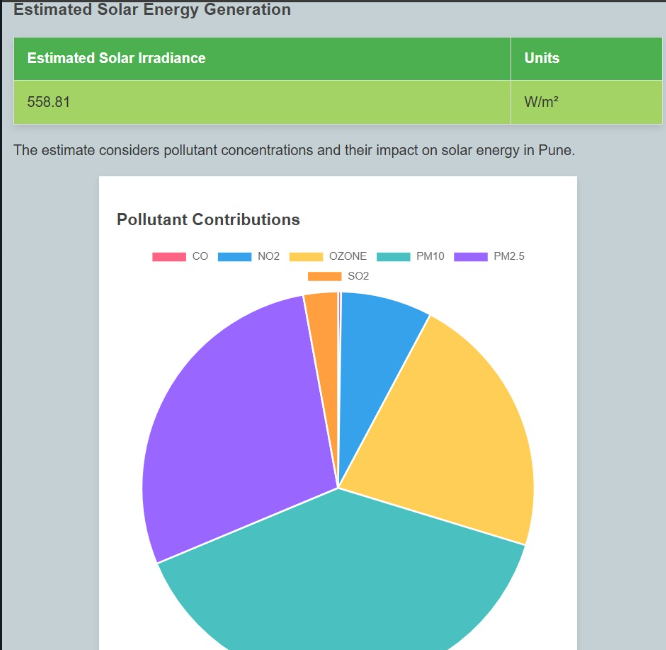 Estimated Solar Energy Generation
Estimated Solar Irradiance Units
558.81 W/m²
The estimate considers pollutant concentrations and their impact on solar energy in Pune.
Pollutant Contributions
CO NO2 OZONE PM10 PM2.5
SO2